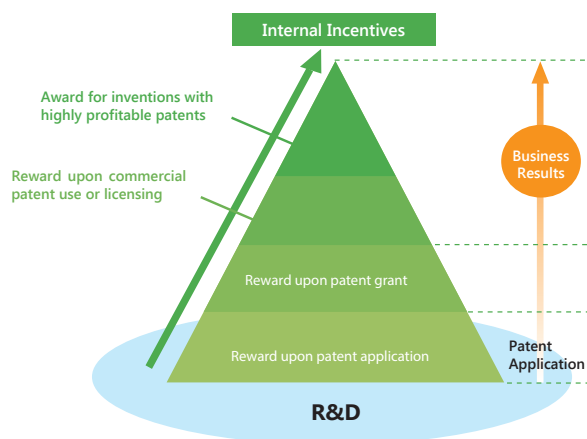 Internal Incentives
Award for inventions with
highly profitable patents
Reward upon commercial
patent use or licensing
Business
Results
Reward upon patent grant
Reward upon patent application
Patent
Application
R&D